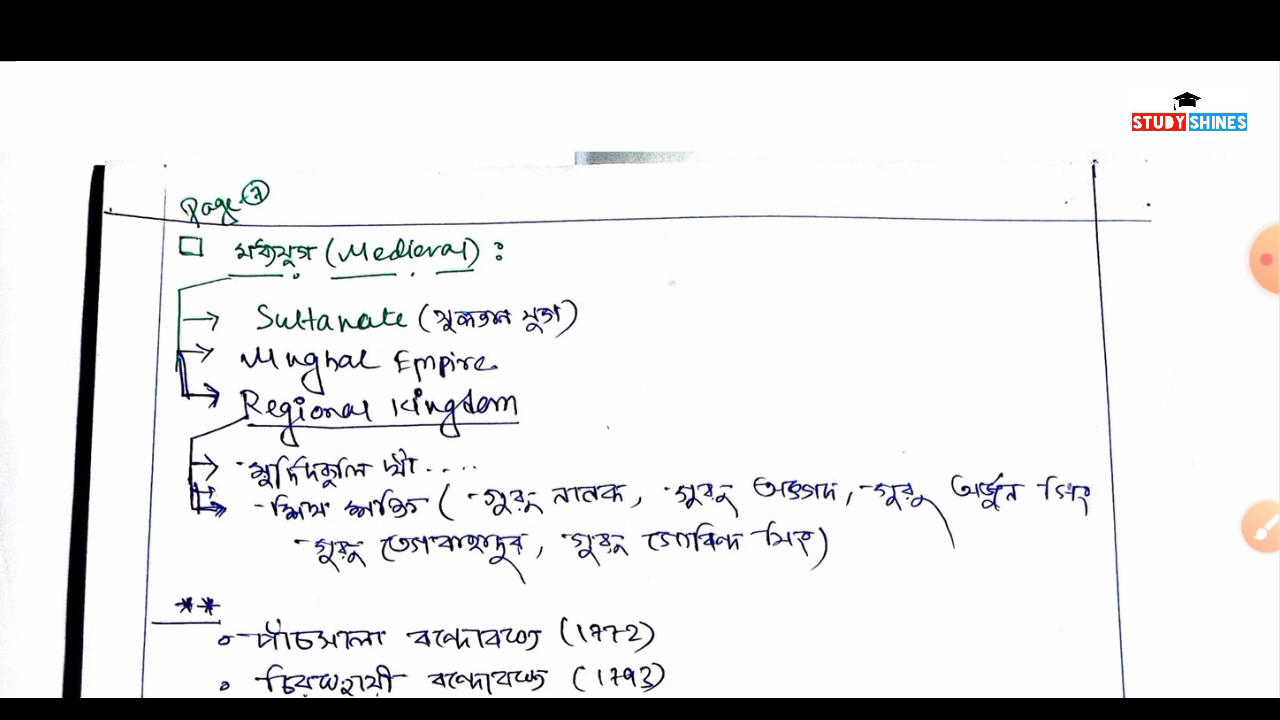 STUDY SHINES
Page-7
মধ্যযুগ (Medieval) :
→ Sultanate (সুলতান যুগ)
→ Mughal Empire
→ Regional Kingdom
→ মুর্শিদকুলি খাঁ....
→ শিখ শক্তি (গুরু নানক, গুরু অঙ্গদ, গুরু অর্জুন সিং
গুরু তেগবাহাদুর, গুরু গোবিন্দ সিং)
**
পাঁচসালা বন্দোবস্ত (1772)
চিরস্থায়ী বন্দোবস্ত (1793)